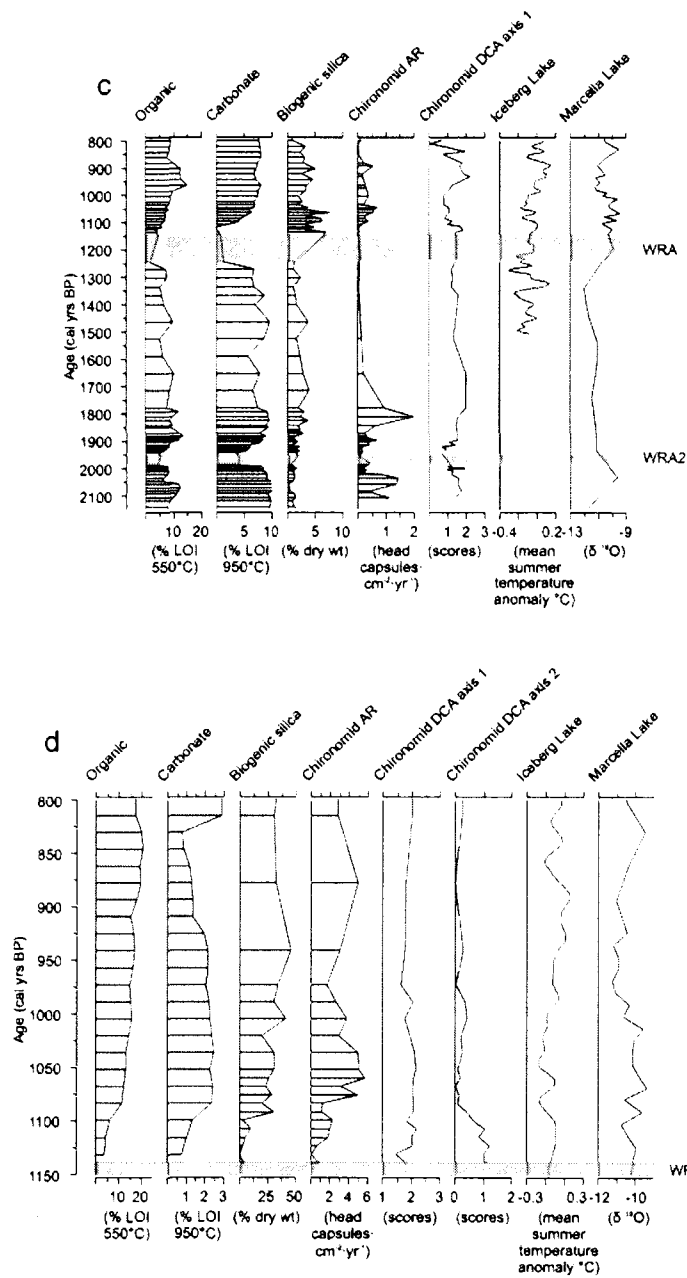 c
Organic
Carbonate
Biogenic silica
Chironomid AR
Chironomid DCA axis 1
Iceberg Lake
Marcella Lake
Age (cal yrs BP)
800
900
1000
1100
1200
1300
1400
1500
1600
1700
1800
1900
2000
2100
WRA
WRA2
10 20
5 10
5 10
0 1 2
1 2 3
-0.4 0.2
-13 -9
(% LOI 550°C)
(% LOI 950°C)
(% dry wt)
(head capsules· cm⁻²·yr⁻¹)
(scores)
(mean summer temperature anomaly °C)
(δ ¹⁸O)
d
Organic
Carbonate
Biogenic silica
Chironomid AR
Chironomid DCA axis 1
Chironomid DCA axis 2
Iceberg Lake
Marcella Lake
Age (cal yrs BP)
800
850
900
950
1000
1050
1100
1150
10 20
1 2 3
25 50
2 4 6
1 2 3
0 1 2
-0.3 0.3
-12 -10
(% LOI 550°C)
(% LOI 950°C)
(% dry wt)
(head capsules· cm⁻²·yr⁻¹)
(scores)
(scores)
(mean summer temperature anomaly °C)
(δ ¹⁸O)